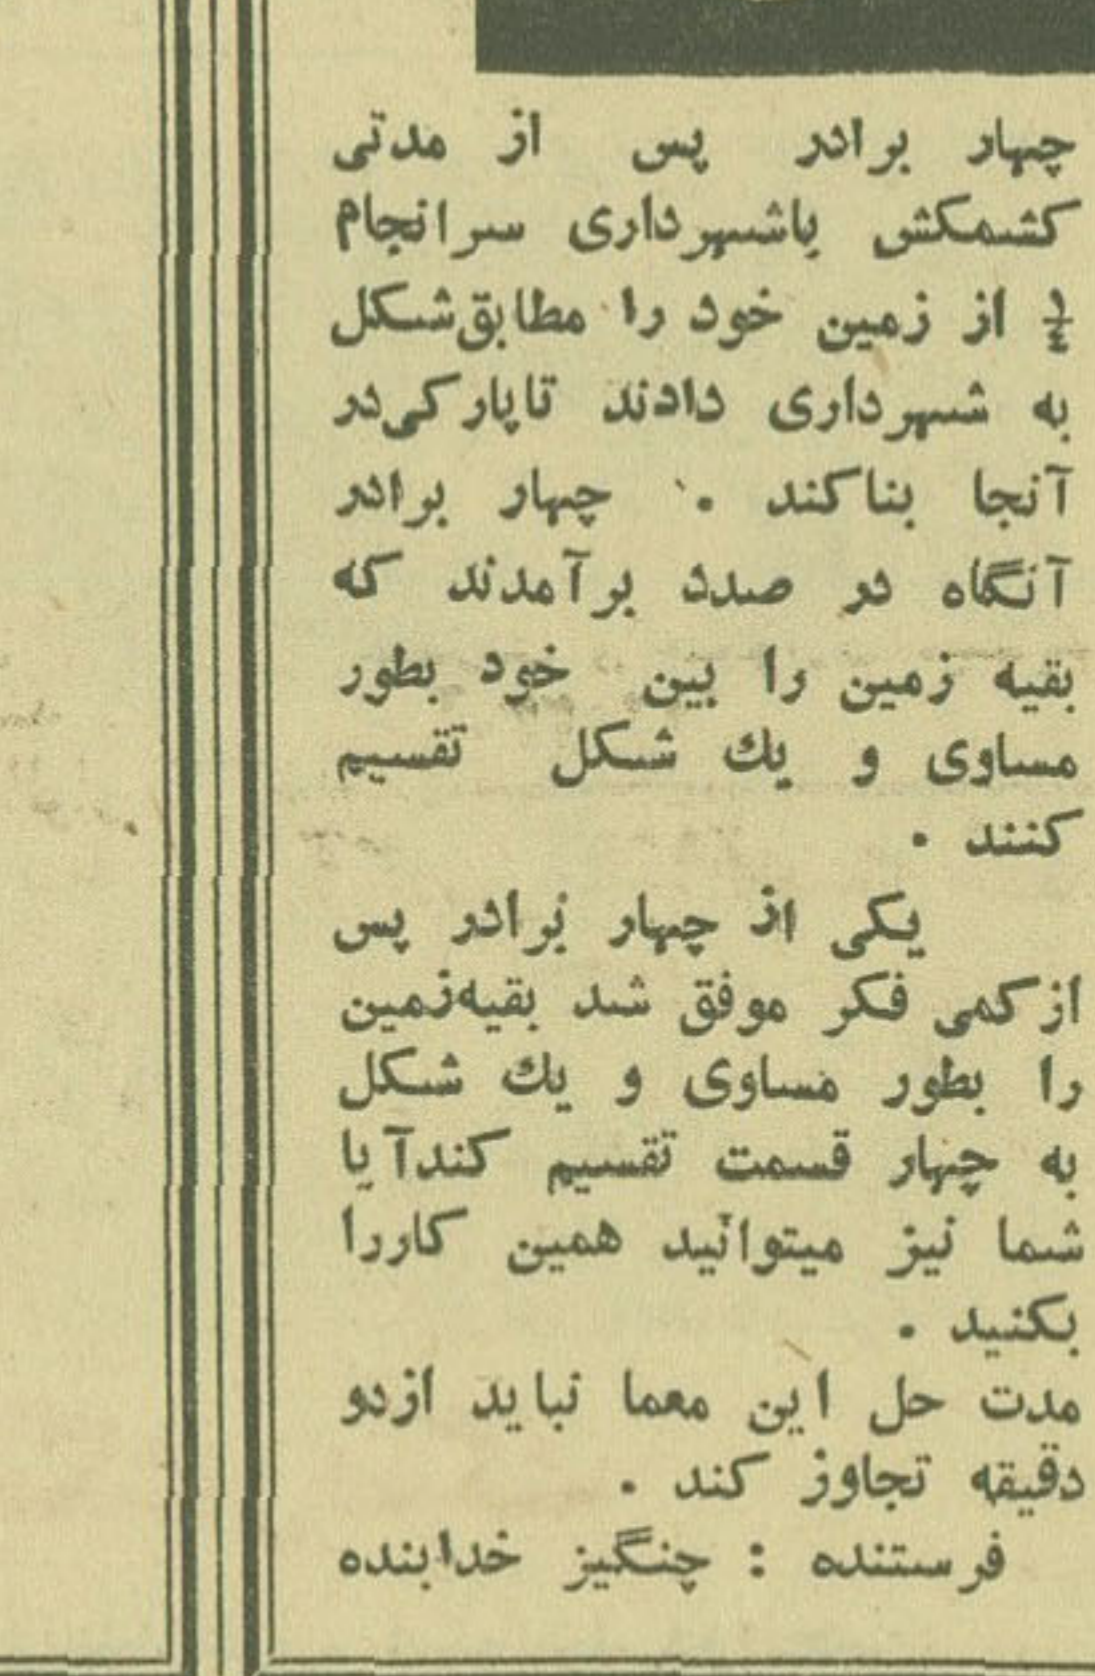 چهار برادر پس از مدتی
کشمکش باشهرداری سرانجام
¼ از زمین خود را مطابق‌شکل
به شهرداری دادند تاپارکی‌در
آنجا بناکند . چهار برادر
آنگاه در صدد برآمدند که
بقیه زمین را بین خود بطور
مساوی و یك شکل تقسیم
کنند .
یکی از چهار برادر پس
ازکمی فکر موفق شد بقیه‌زمین
را بطور مساوی و یك شکل
به چهار قسمت تقسیم کندآیا
شما نیز میتوانید همین کاررا
بکنید .
مدت حل این معما نباید ازدو
دقیقه تجاوز کند .
فرستنده : چنگیز خدابنده